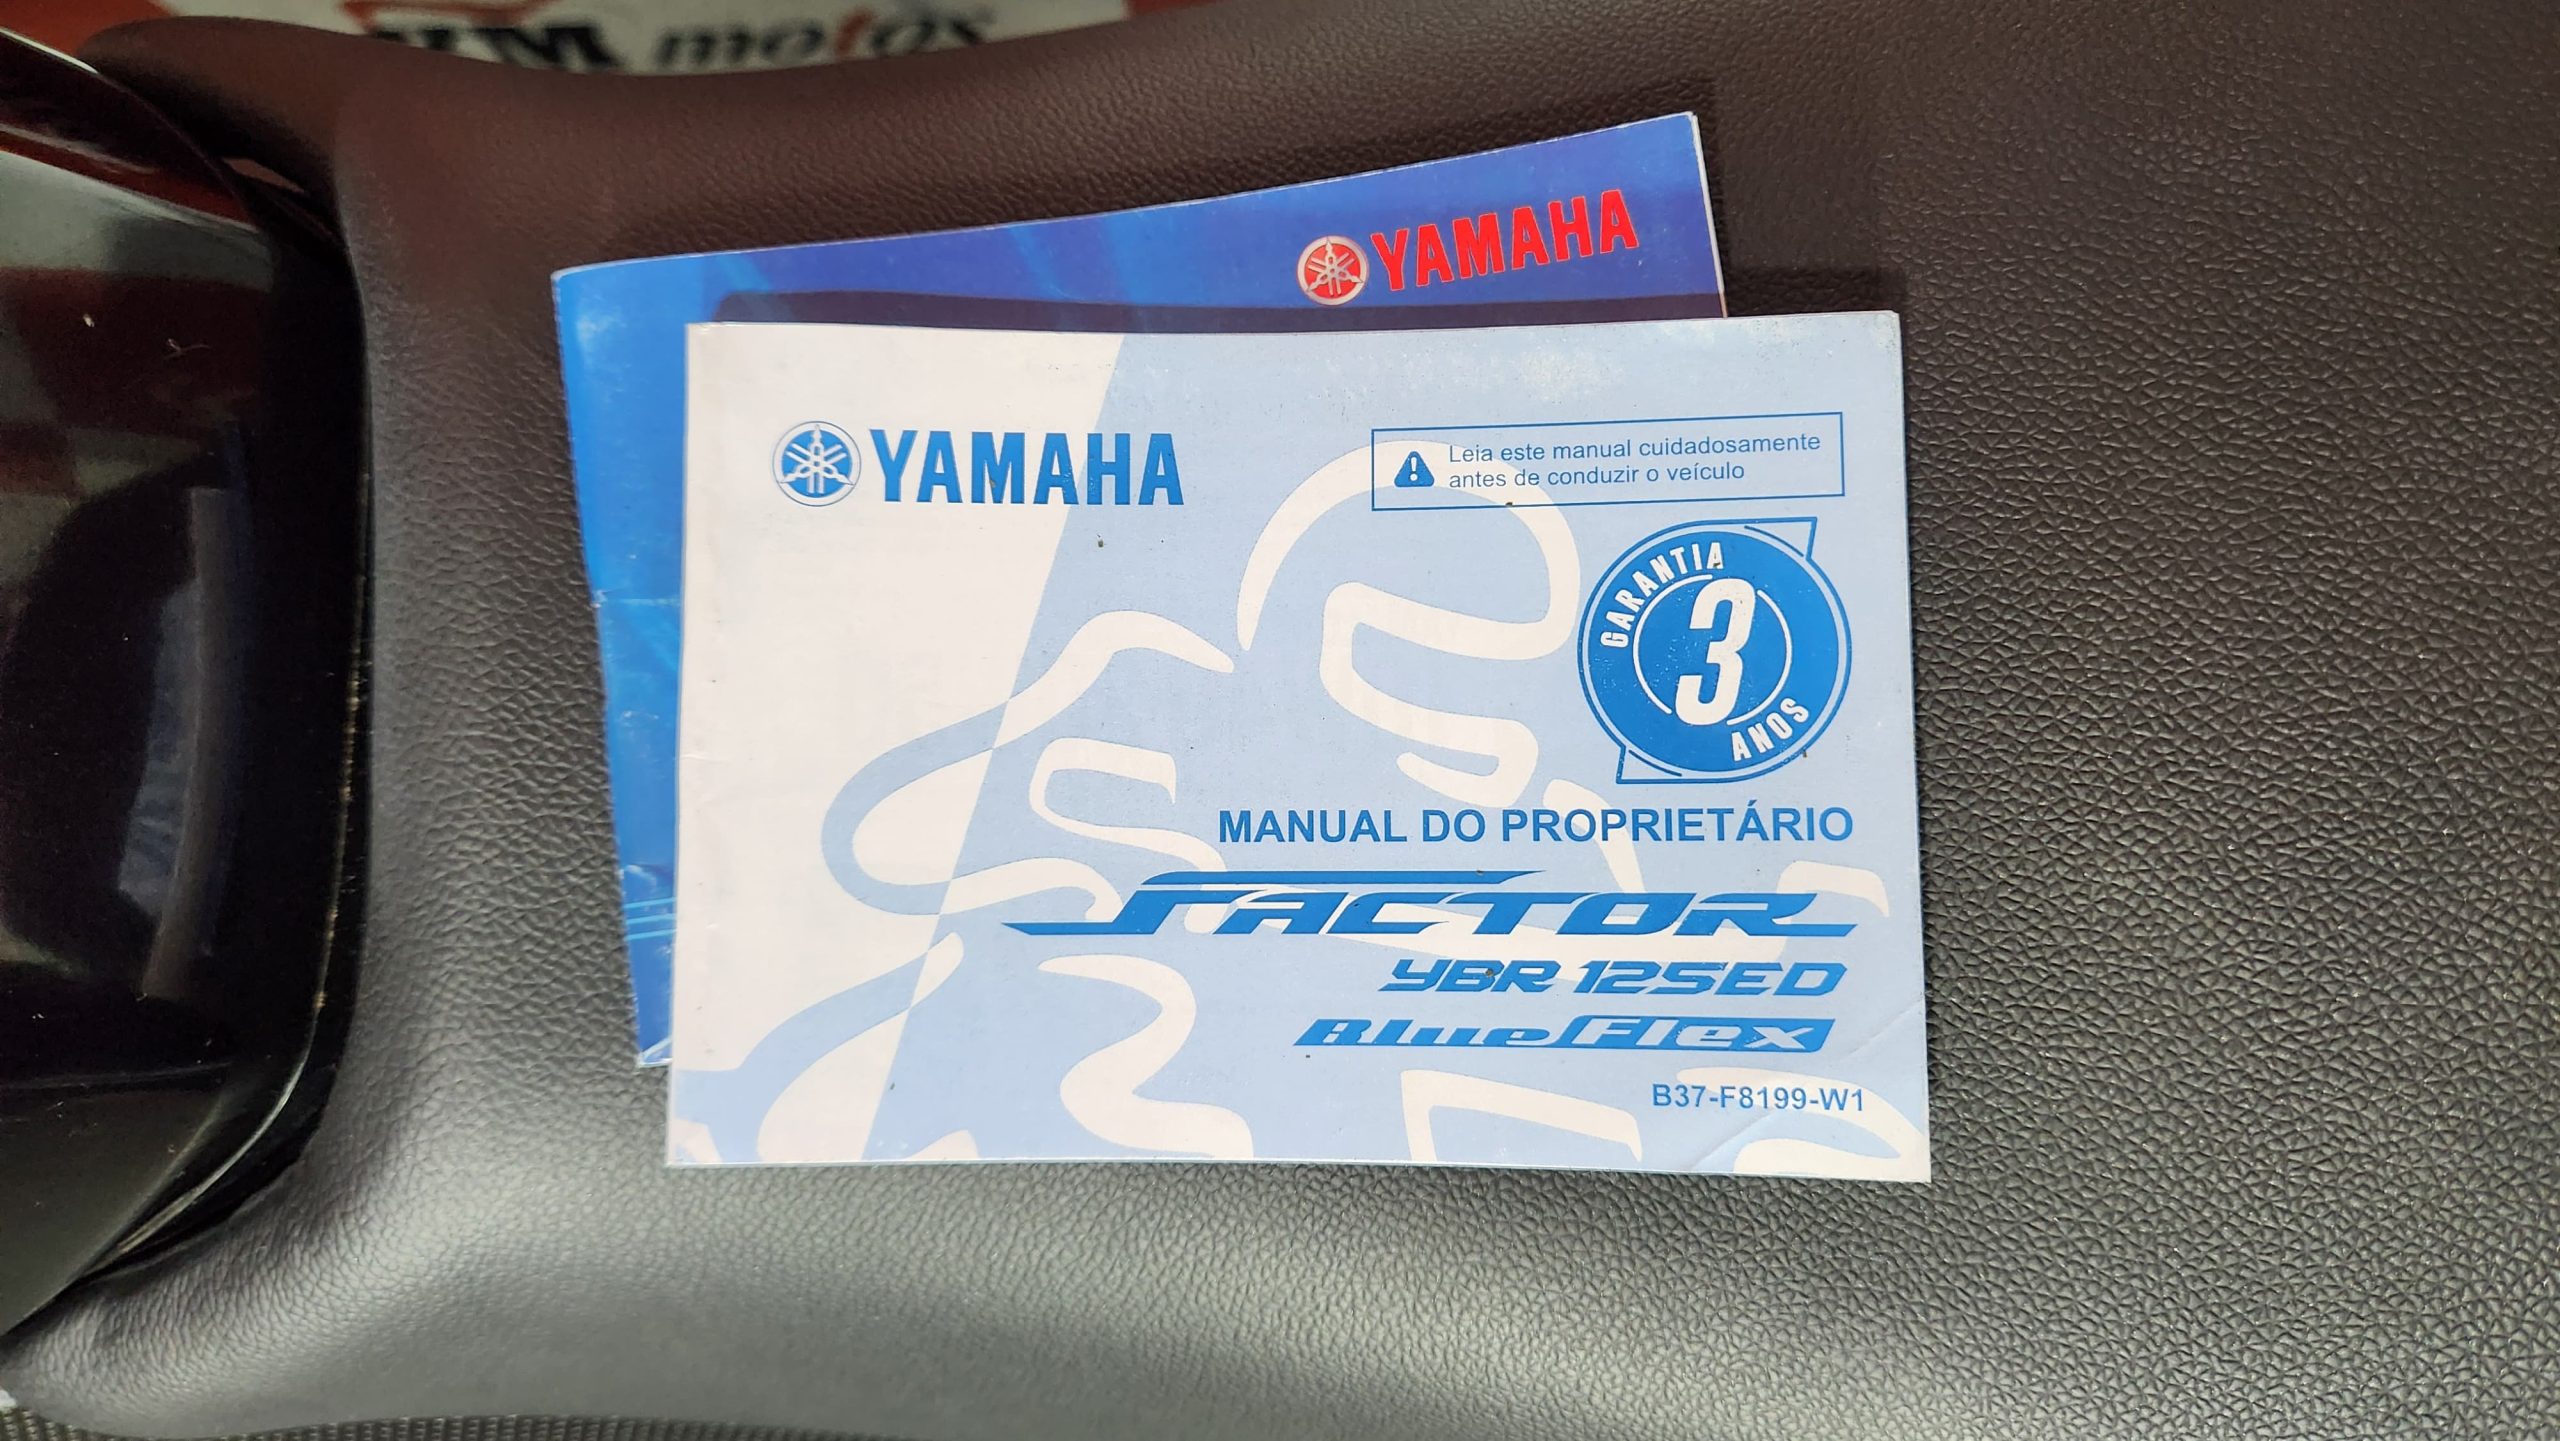 motos
YAMAHA
YAMAHA
Leia este manual cuidadosamente
antes de conduzir o veículo
GARANTIA
3
ANOS
MANUAL DO PROPRIETÁRIO
FACTOR
YBR 125ED
BlueFlex
B37-F8199-W1